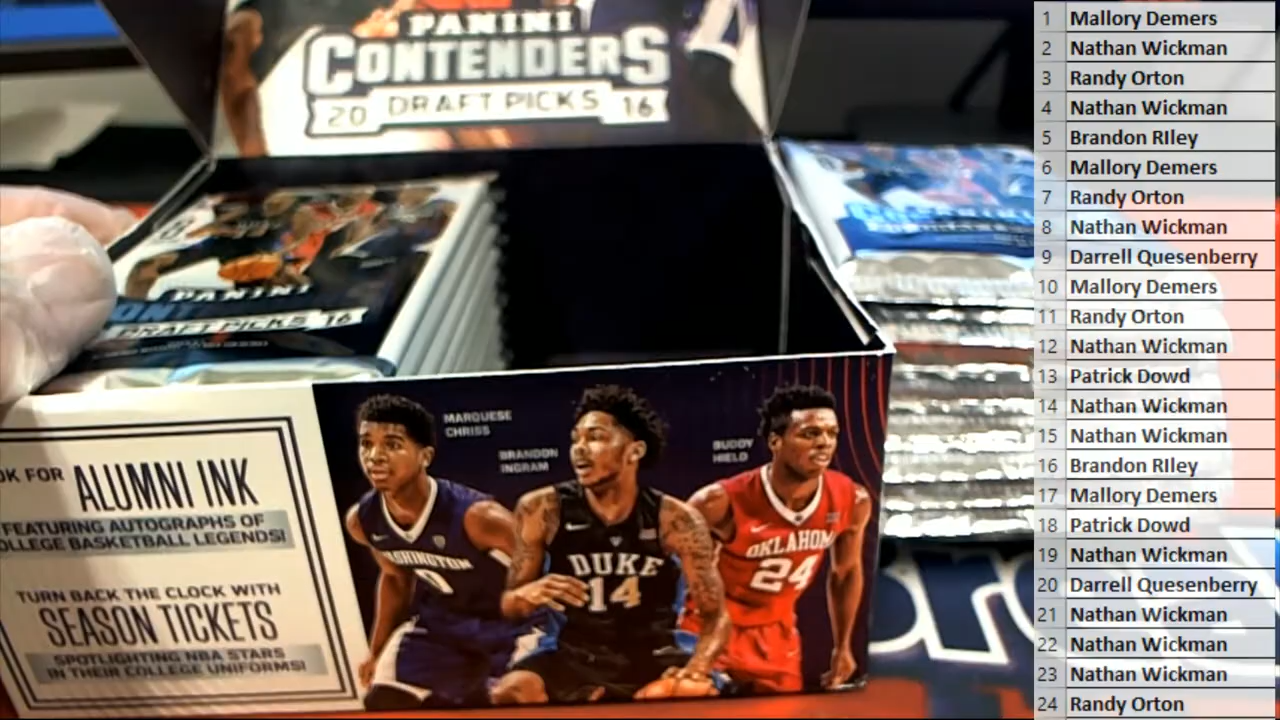 PANINI
CONTENDERS
20 DRAFT PICKS 16
PANINI
DRAFT PICKS 16
MARQUESE
CHRISS
BRANDON
INGRAM
BUDDY
HIELD
WASHINGTON
0
DUKE
14
OKLAHOMA
24
OK FOR ALUMNI INK
FEATURING AUTOGRAPHS OF
OLLEGE BASKETBALL LEGENDS!
TURN BACK THE CLOCK WITH
SEASON TICKETS
SPOTLIGHTING NBA STARS
IN THEIR COLLEGE UNIFORMS!
1 Mallory Demers
2 Nathan Wickman
3 Randy Orton
4 Nathan Wickman
5 Brandon RIley
6 Mallory Demers
7 Randy Orton
8 Nathan Wickman
9 Darrell Quesenberry
10 Mallory Demers
11 Randy Orton
12 Nathan Wickman
13 Patrick Dowd
14 Nathan Wickman
15 Nathan Wickman
16 Brandon RIley
17 Mallory Demers
18 Patrick Dowd
19 Nathan Wickman
20 Darrell Quesenberry
21 Nathan Wickman
22 Nathan Wickman
23 Nathan Wickman
24 Randy Orton